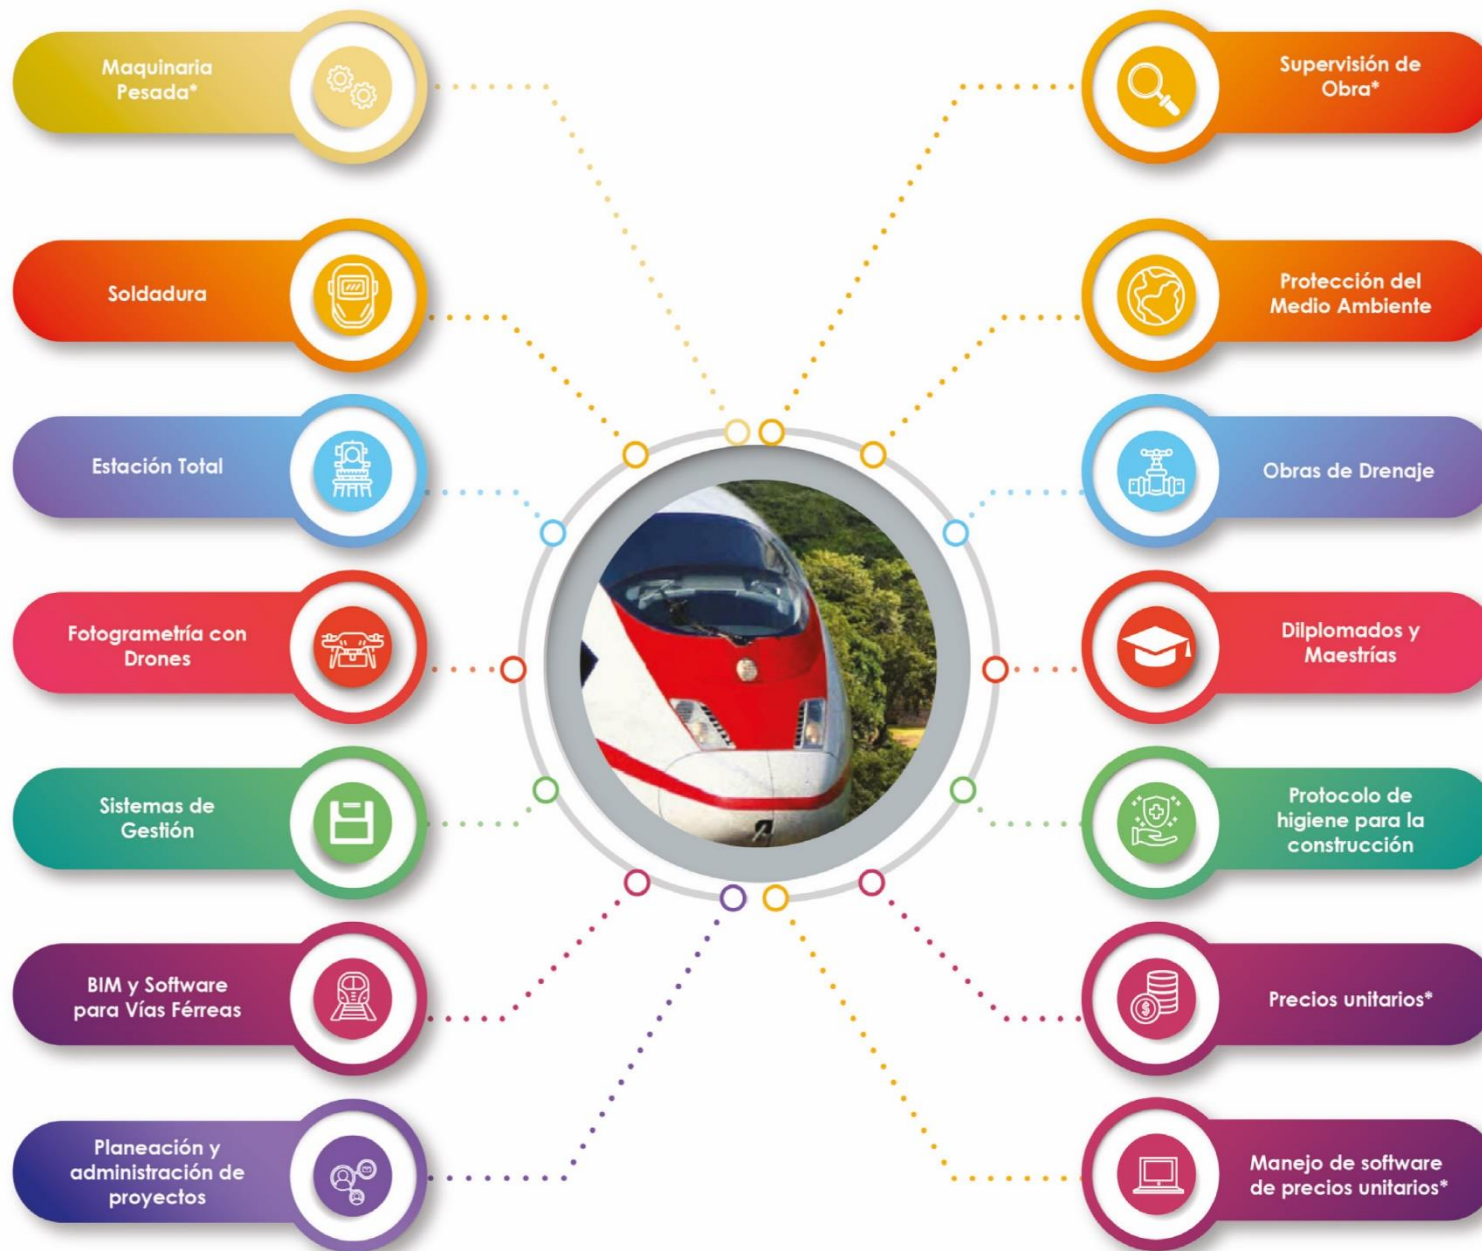 Maquinaria
Pesada*
Soldadura
Estación Total
Fotogrametría con
Drones
Sistemas de
Gestión
BIM y Software
para Vías Férreas
Planeación y
administración de
proyectos
Supervisión de
Obra*
Protección del
Medio Ambiente
Obras de Drenaje
Dilplomados y
Maestrías
Protocolo de
higiene para la
construcción
Precios unitarios*
Manejo de software
de precios unitarios*